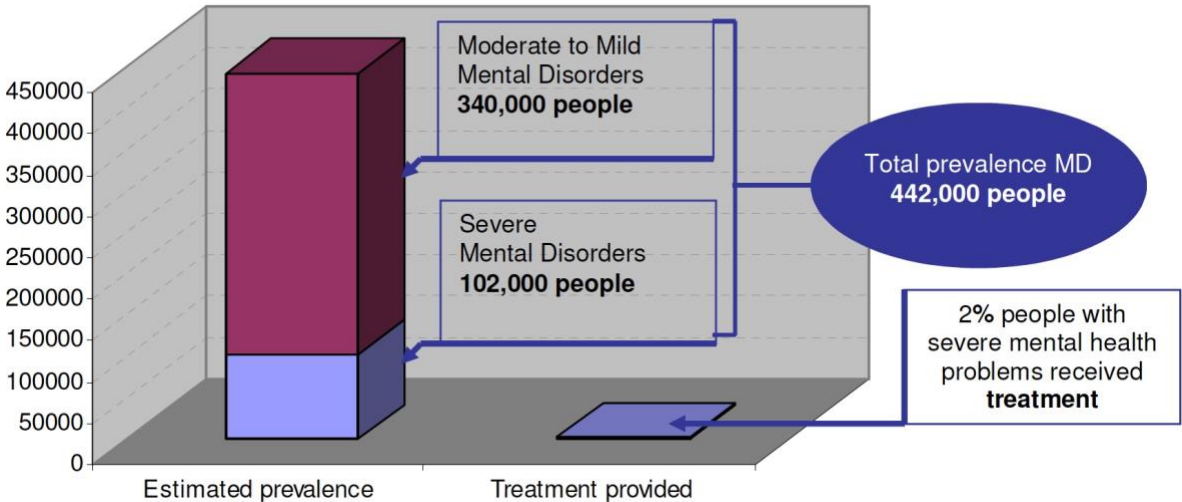 450000
400000
350000
300000
250000
200000
150000
100000
50000
0
Moderate to Mild
Mental Disorders
340,000 people
Severe
Mental Disorders
102,000 people
Total prevalence MD
442,000 people
2% people with
severe mental health
problems received
treatment
Estimated prevalence
Treatment provided